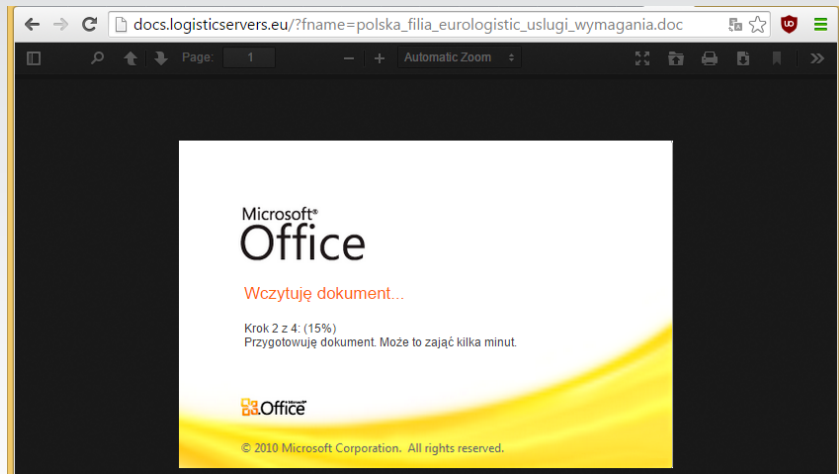 docs.logisticservers.eu/?fname=polska_filia_eurologistic_uslugi_wymagania.doc
Page: 1 Automatic Zoom
Microsoft®
Office
Wczytuję dokument...
Krok 2 z 4: (15%)
Przygotowuję dokument. Może to zająć kilka minut.
Microsoft®
Office
© 2010 Microsoft Corporation. All rights reserved.